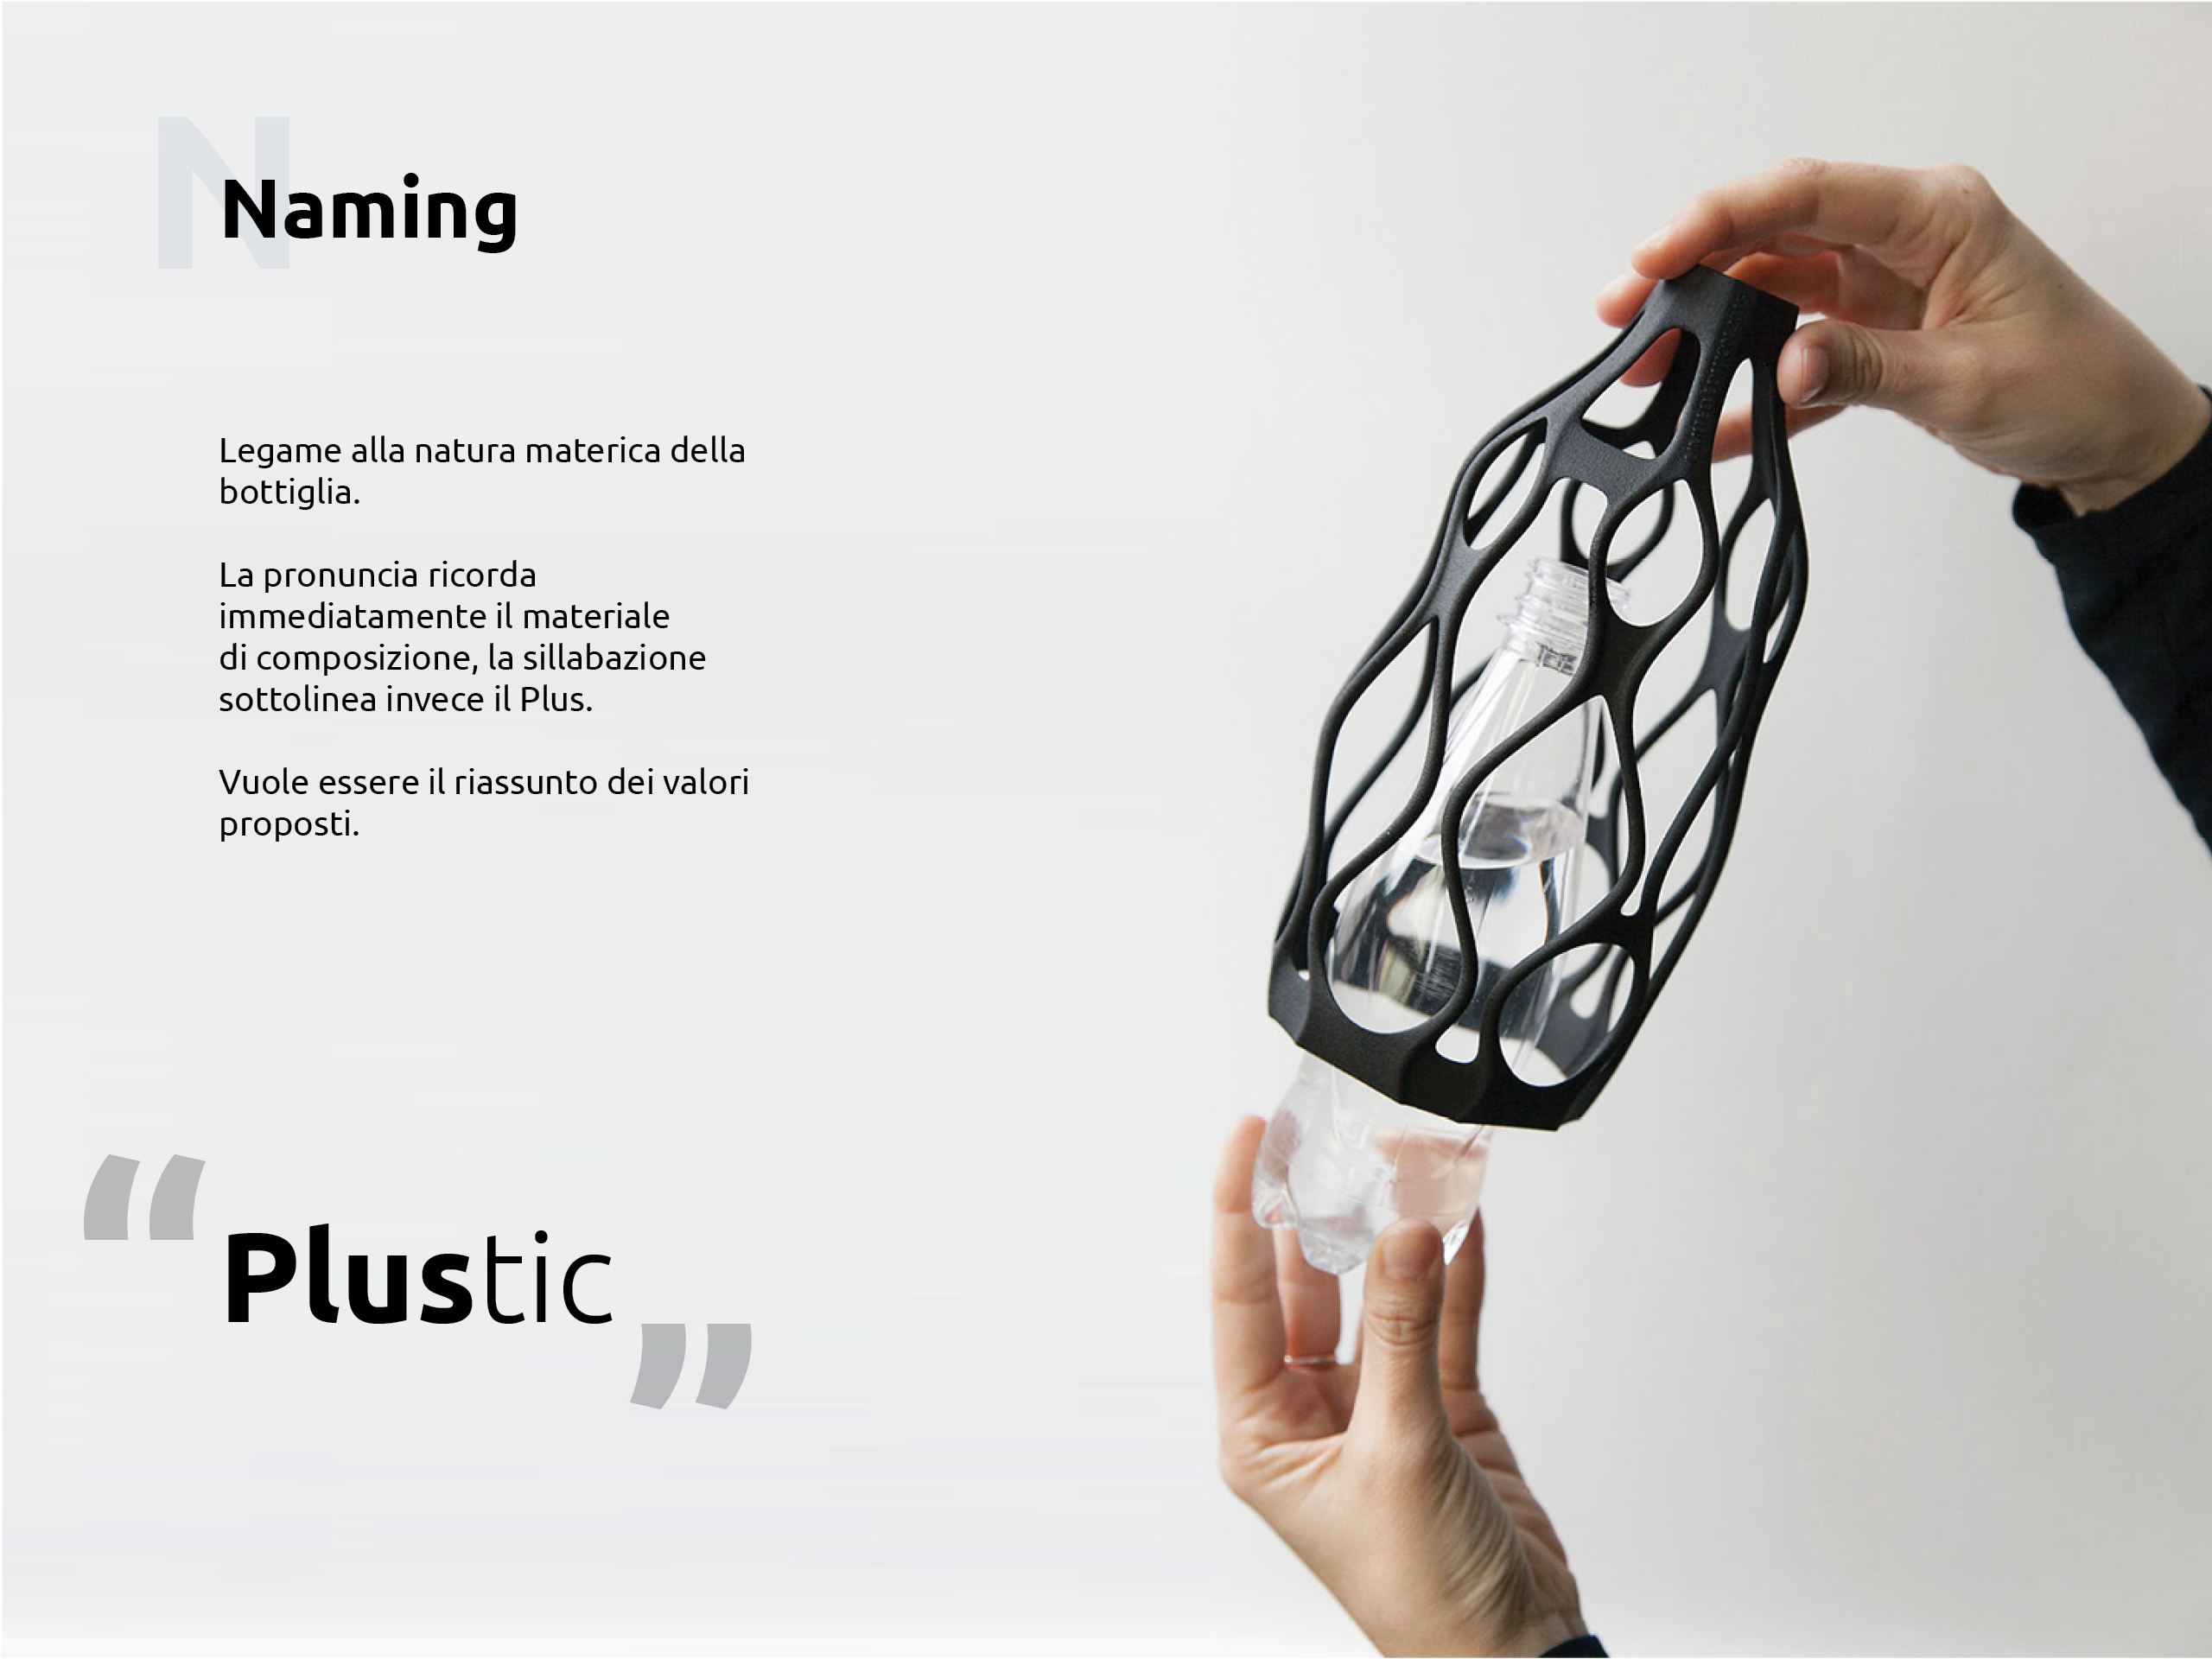 N
Naming
Legame alla natura materica della
bottiglia.
La pronuncia ricorda
immediatamente il materiale
di composizione, la sillabazione
sottolinea invece il Plus.
Vuole essere il riassunto dei valori
proposti.
“Plustic”